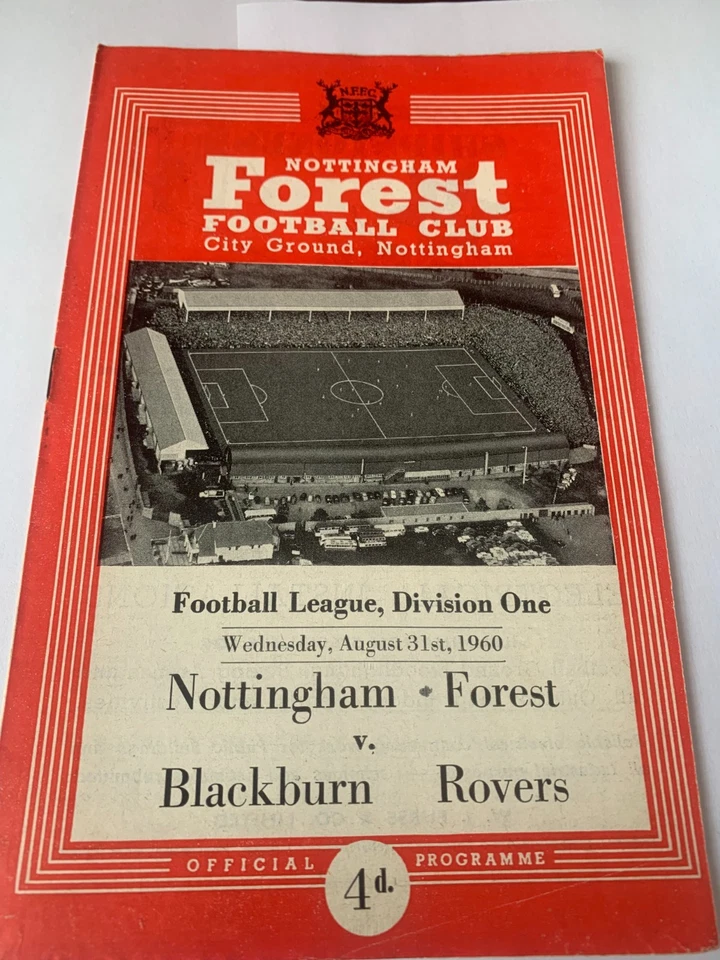 N.F.F.C.
NOTTINGHAM
Forest
FOOTBALL CLUB
City Ground, Nottingham
Football League, Division One
Wednesday, August 31st, 1960
Nottingham Forest
v.
Blackburn Rovers
OFFICIAL PROGRAMME
4d.